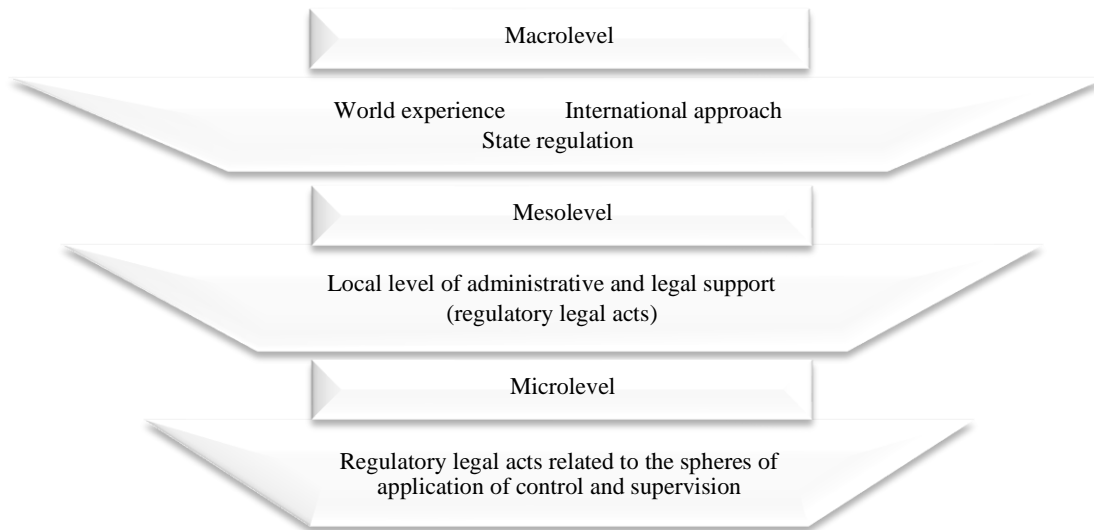 Macrolevel
World experience International approach
State regulation
Mesolevel
Local level of administrative and legal support
(regulatory legal acts)
Microlevel
Regulatory legal acts related to the spheres of
application of control and supervision